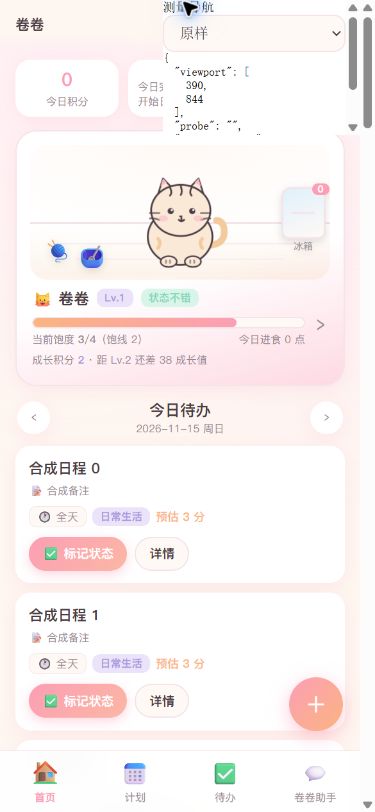 卷卷
测量导航
原样
{
"viewport": [
390,
844
],
"probe": "",
0
今日积分
今日完
开始日
0
冰箱
卷卷 Lv.1 状态不错
当前饱度 3/4（饱线 2） 今日进食 0 点
成长积分 2 · 距 Lv.2 还差 38 成长值
今日待办
2026-11-15 周日
合成日程 0
合成备注
全天 日常生活 预估 3 分
标记状态 详情
合成日程 1
合成备注
全天 日常生活 预估 3 分
标记状态 详情
首页 计划 待办 卷卷助手